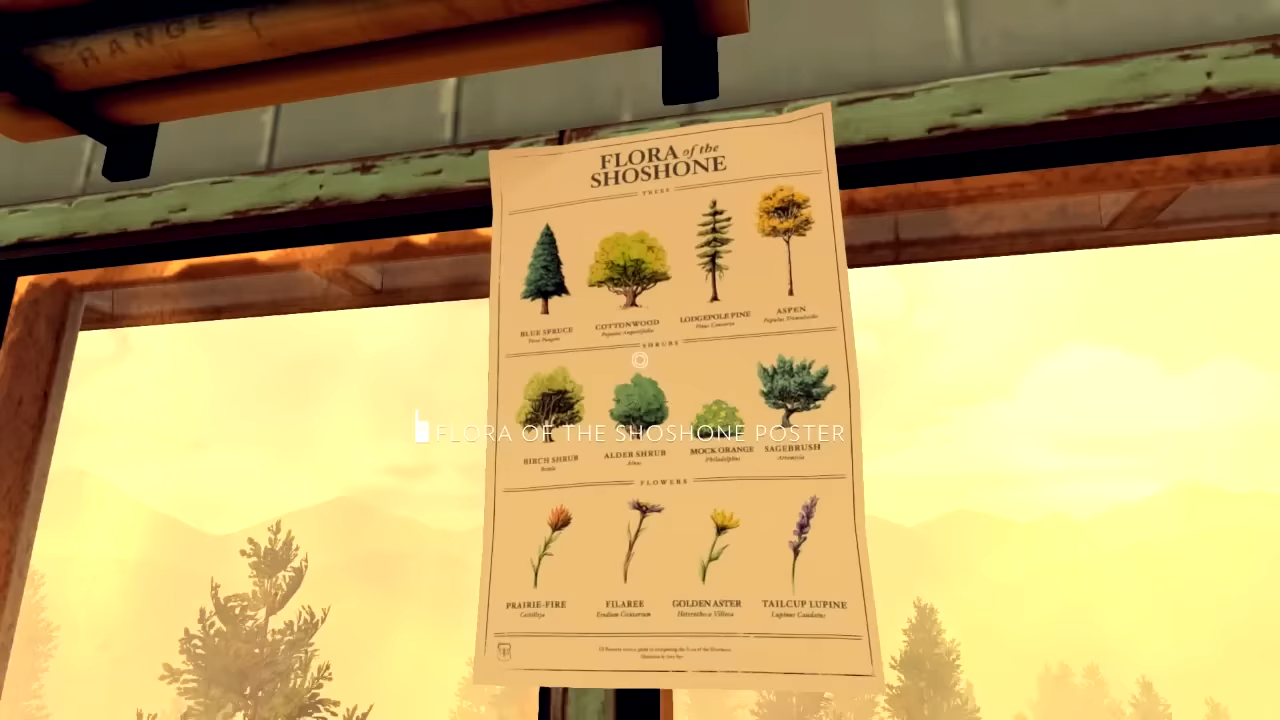 RANGE
FLORA of the
SHOSHONE
TREES
BLUE SPRUCE
COTTONWOOD
LODGEPOLE PINE
ASPEN
Picea Pungens
Populus Angustifolia
Pinus Contorta
Populus Tremuloides
SHRUBS
FLORA OF THE SHOSHONE POSTER
BIRCH SHRUB
ALDER SHRUB
MOCK ORANGE
SAGEBRUSH
Betula
Alnus
Philadelphus
Artemisia
FLOWERS
PRAIRIE-FIRE
FILAREE
GOLDENASTER
TAILCUP LUPINE
Castilleja
Erodium Cicutarium
Heterotheca Villosa
Lupinus Caudatus